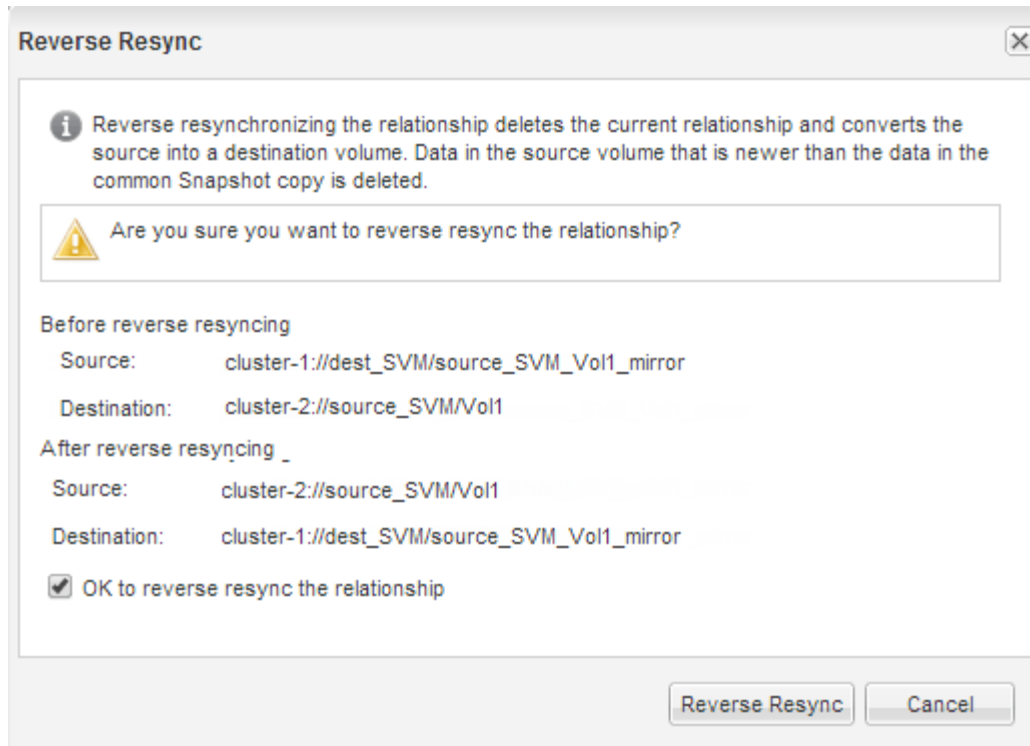 Reverse Resync
Reverse resynchronizing the relationship deletes the current relationship and converts the
source into a destination volume. Data in the source volume that is newer than the data in the
common Snapshot copy is deleted.
Are you sure you want to reverse resync the relationship?
Before reverse resyncing
Source: cluster-1://dest_SVM/source_SVM_Vol1_mirror
Destination: cluster-2://source_SVM/Vol1
After reverse resyncing _
Source: cluster-2://source_SVM/Vol1
Destination: cluster-1://dest_SVM/source_SVM_Vol1_mirror
OK to reverse resync the relationship
Reverse Resync Cancel